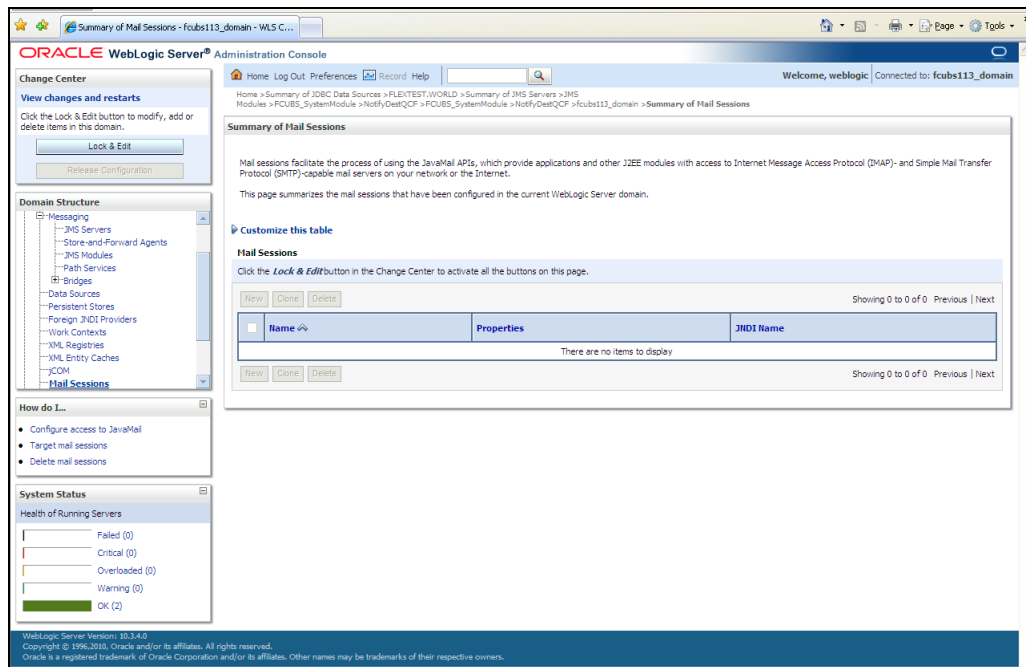 Summary of Mail Sessions - fcubs113_domain - WLS C...
Page
Tools
ORACLE WebLogic Server® Administration Console
Change Center
View changes and restarts
Click the Lock & Edit button to modify, add or
delete items in this domain.
Lock & Edit
Release Configuration
Domain Structure
Messaging
JMS Servers
Store-and-Forward Agents
JMS Modules
Path Services
Bridges
Data Sources
Persistent Stores
Foreign JNDI Providers
Work Contexts
XML Registries
XML Entity Caches
jCOM
Mail Sessions
How do I...
Configure access to JavaMail
Target mail sessions
Delete mail sessions
System Status
Health of Running Servers
Failed (0)
Critical (0)
Overloaded (0)
Warning (0)
OK (2)
Home Log Out Preferences Record Help
Welcome, weblogic Connected to: fcubs113_domain
Home >Summary of JDBC Data Sources >FLEXTEST.WORLD >Summary of JMS Servers >JMS
Modules >FCUBS_SystemModule >NotifyDestQCF >FCUBS_SystemModule >NotifyDestQCF >fcubs113_domain >Summary of Mail Sessions
Summary of Mail Sessions
Mail sessions facilitate the process of using the JavaMail APIs, which provide applications and other J2EE modules with access to Internet Message Access Protocol (IMAP)- and Simple Mail Transfer
Protocol (SMTP)-capable mail servers on your network or the Internet.
This page summarizes the mail sessions that have been configured in the current WebLogic Server domain.
Customize this table
Mail Sessions
Click the Lock & Edit button in the Change Center to activate all the buttons on this page.
New Clone Delete
Showing 0 to 0 of 0 Previous | Next
Name Properties JNDI Name
There are no items to display
New Clone Delete
Showing 0 to 0 of 0 Previous | Next
WebLogic Server Version: 10.3.4.0
Copyright © 1996,2010, Oracle and/or its affiliates. All rights reserved.
Oracle is a registered trademark of Oracle Corporation and/or its affiliates. Other names may be trademarks of their respective owners.